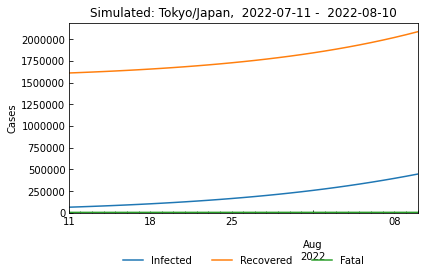 Simulated: Tokyo/Japan,  2022-07-11 -  2022-08-10
2000000
1750000
1500000
1250000
1000000
750000
500000
250000
0
Cases
11
18
25
08
Aug
2022
Infected
Recovered
Fatal